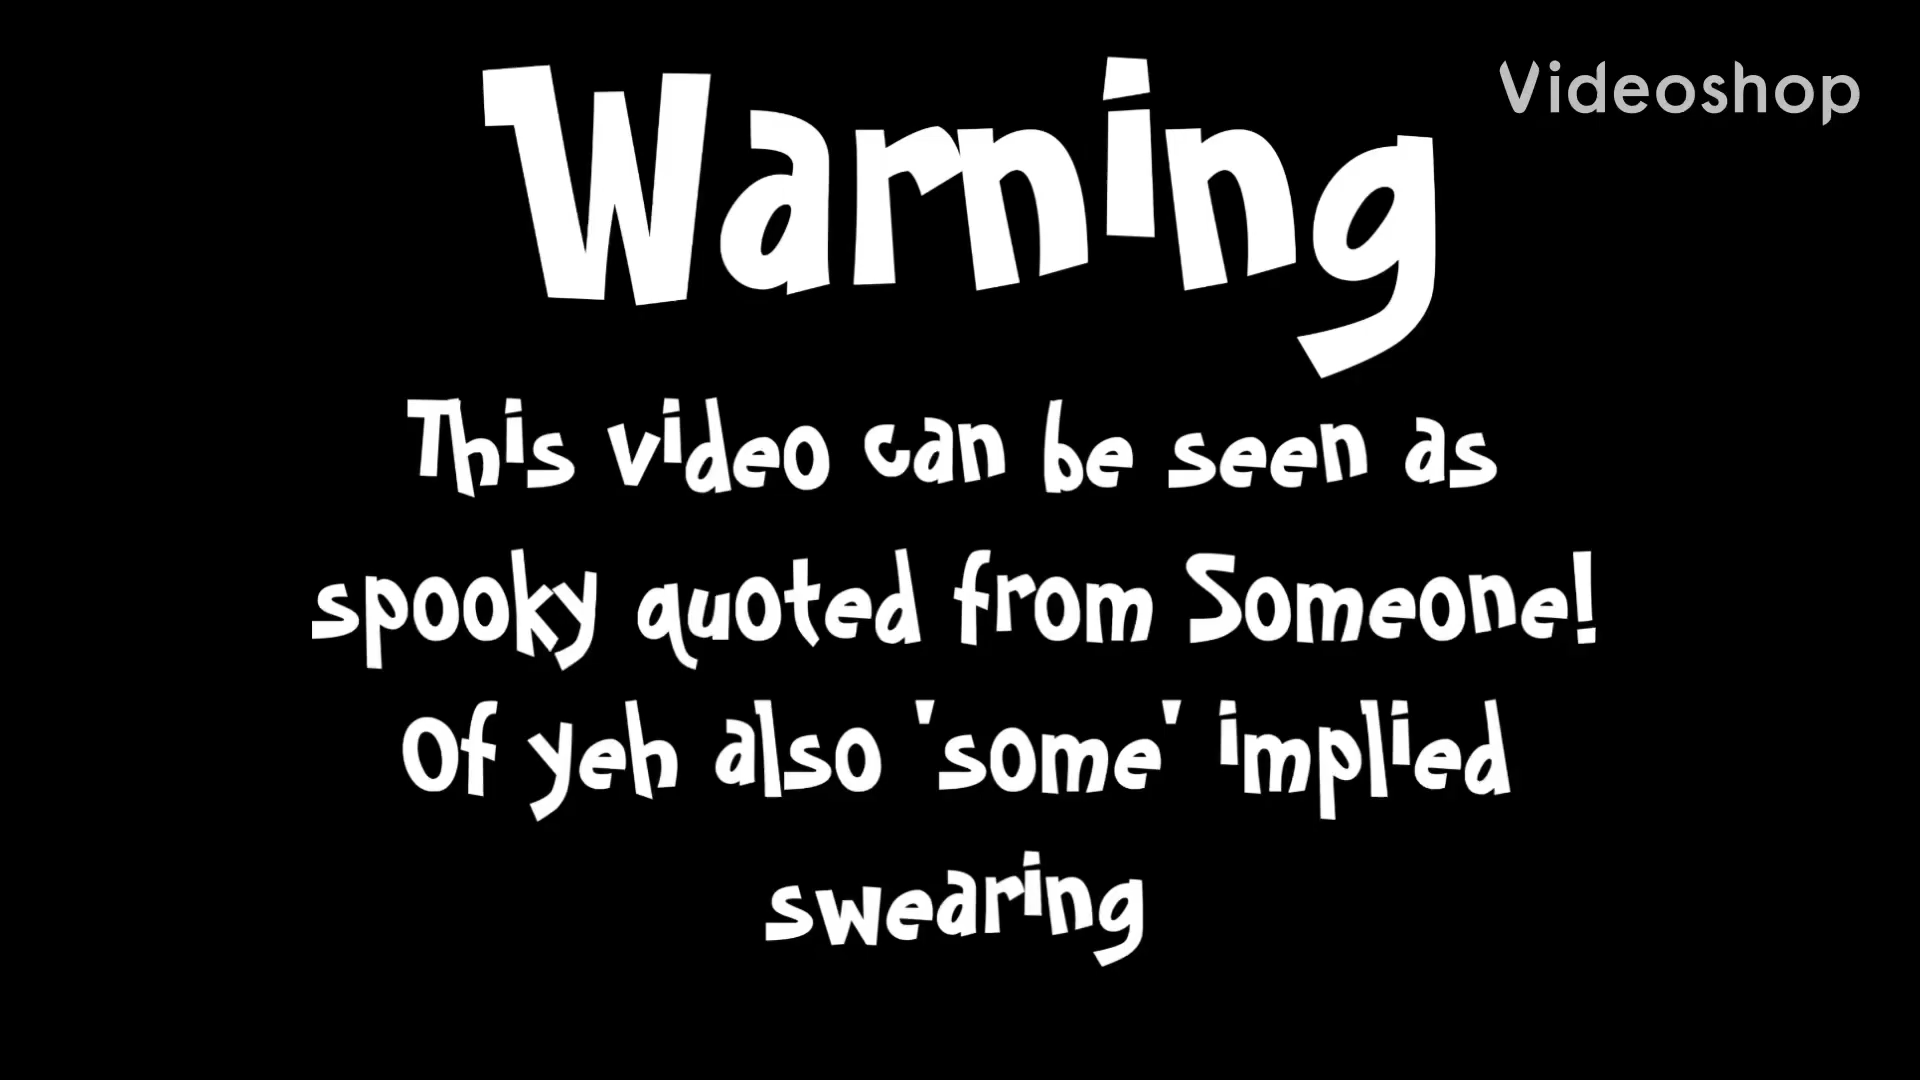 Videoshop
Warning
This video can be seen as
spooky quoted from Someone!
Of yeh also 'some' implied
swearing